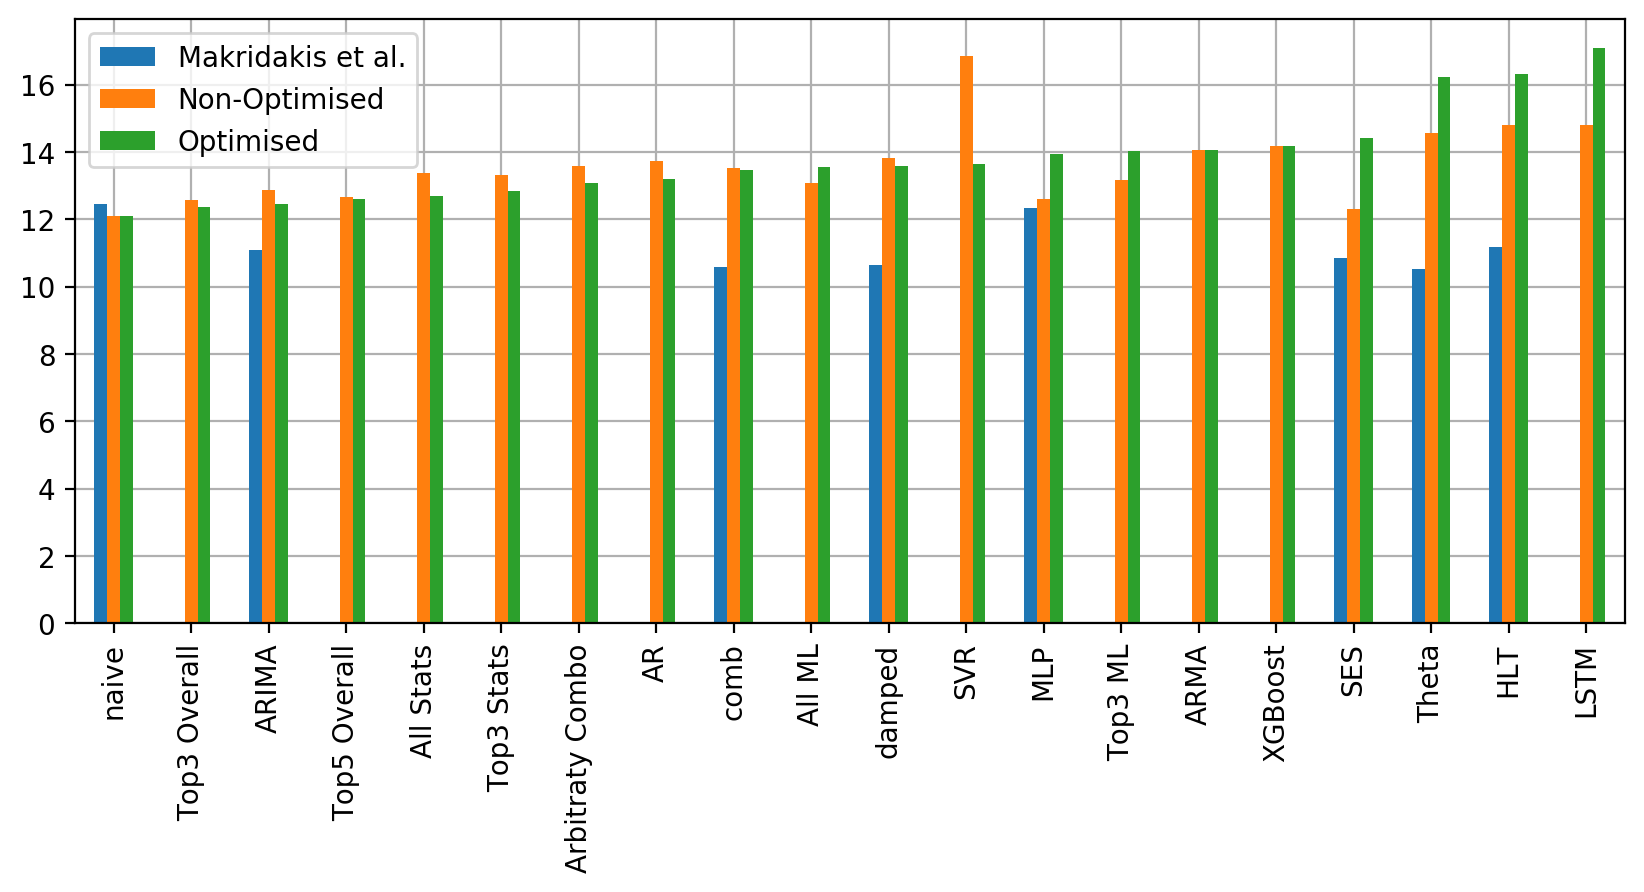 Makridakis et al.
Non-Optimised
Optimised
16
14
12
10
8
6
4
2
0
naive
Top3 Overall
ARIMA
Top5 Overall
All Stats
Top3 Stats
Arbitraty Combo
AR
comb
All ML
damped
SVR
MLP
Top3 ML
ARMA
XGBoost
SES
Theta
HLT
LSTM